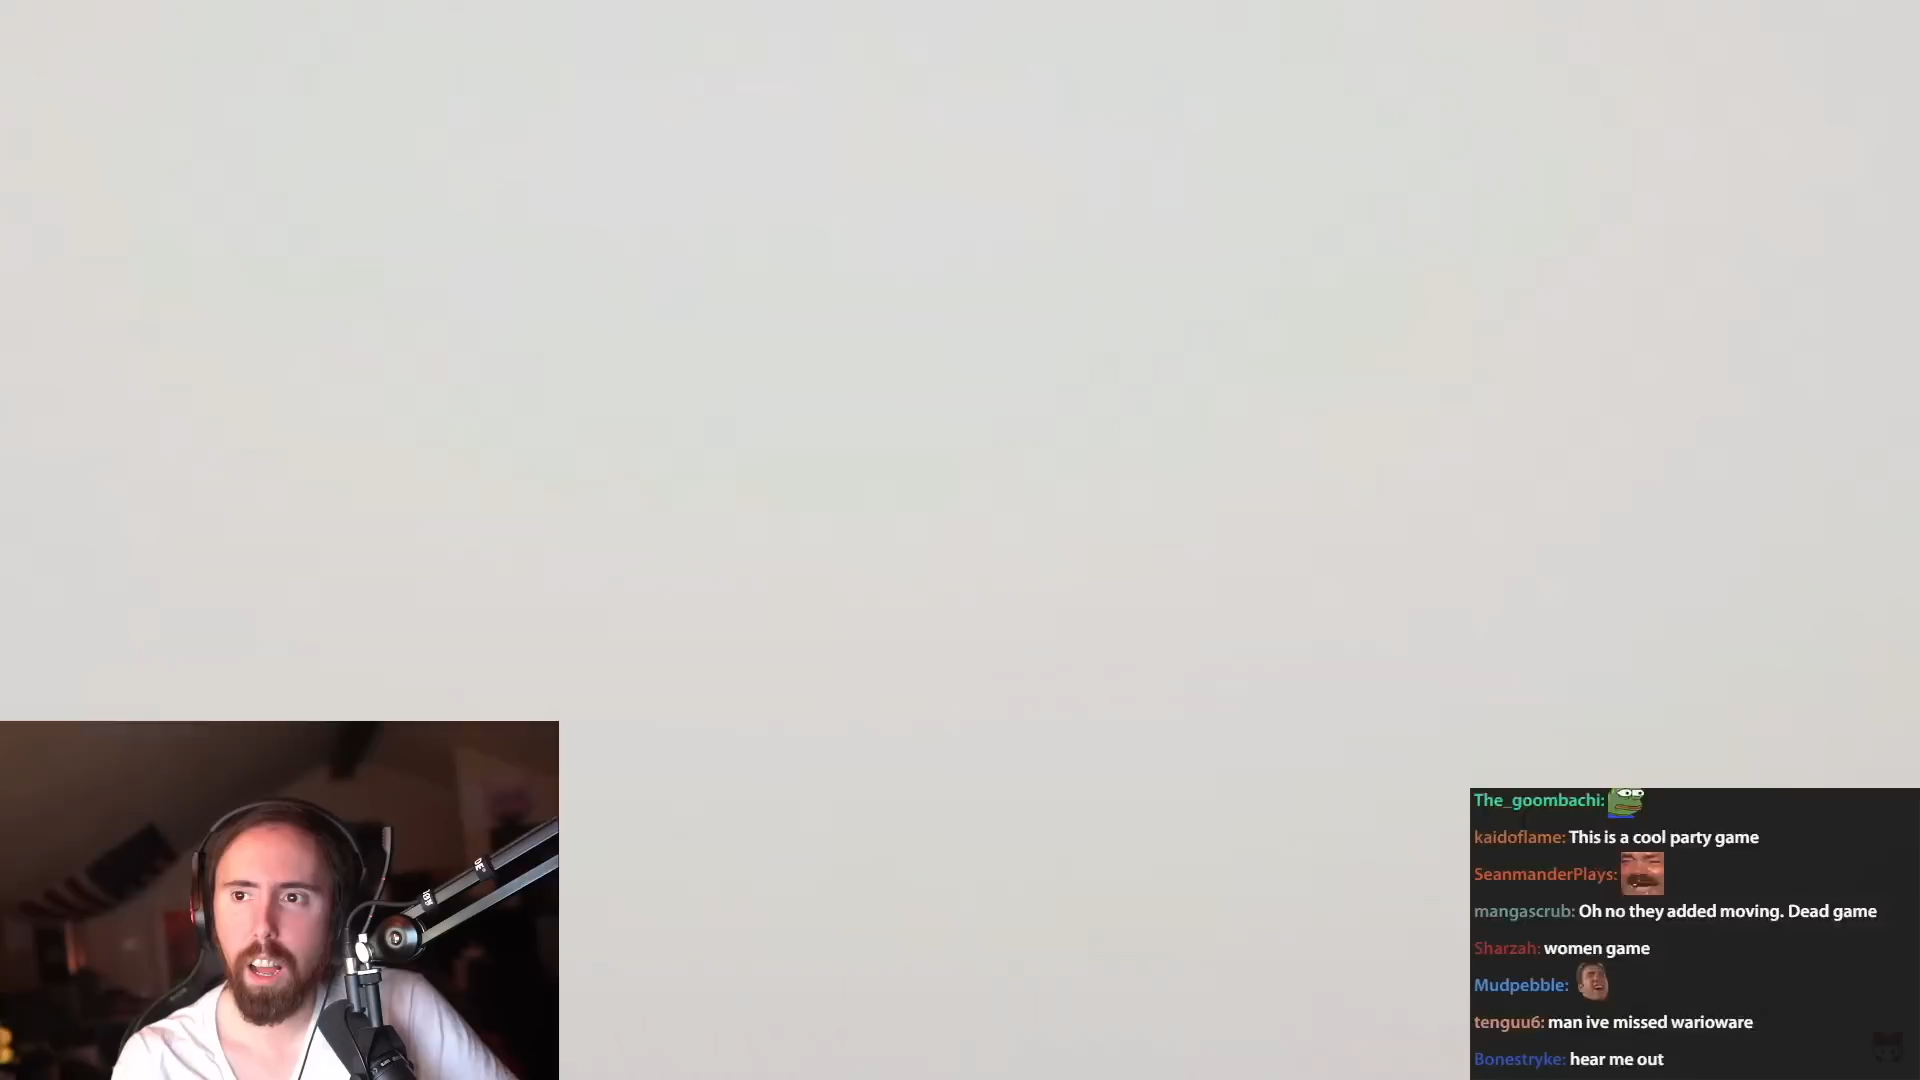 The_goombachi:
kaidoflame: This is a cool party game
SeanmanderPlays:
mangascrub: Oh no they added moving. Dead game
Sharzah: women game
Mudpebble:
tenguu6: man ive missed warioware
Bonestryke: hear me out